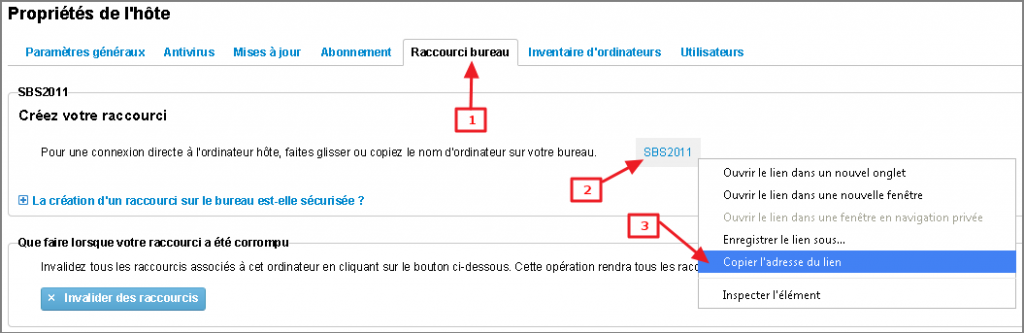 Propriétés de l'hôte
Paramètres généraux Antivirus Mises à jour Abonnement Raccourci bureau Inventaire d'ordinateurs Utilisateurs
SBS2011
Créez votre raccourci
1
Pour une connexion directe à l'ordinateur hôte, faites glisser ou copiez le nom d'ordinateur sur votre bureau. SBS2011
2
La création d'un raccourci sur le bureau est-elle sécurisée ?
Ouvrir le lien dans un nouvel onglet
Ouvrir le lien dans une nouvelle fenêtre
Ouvrir le lien dans une fenêtre en navigation privée
3
Enregistrer le lien sous...
Copier l'adresse du lien
Inspecter l'élément
Que faire lorsque votre raccourci a été corrompu
Invalidez tous les raccourcis associés à cet ordinateur en cliquant sur le bouton ci-dessous. Cette opération rendra tous les
× Invalider des raccourcis